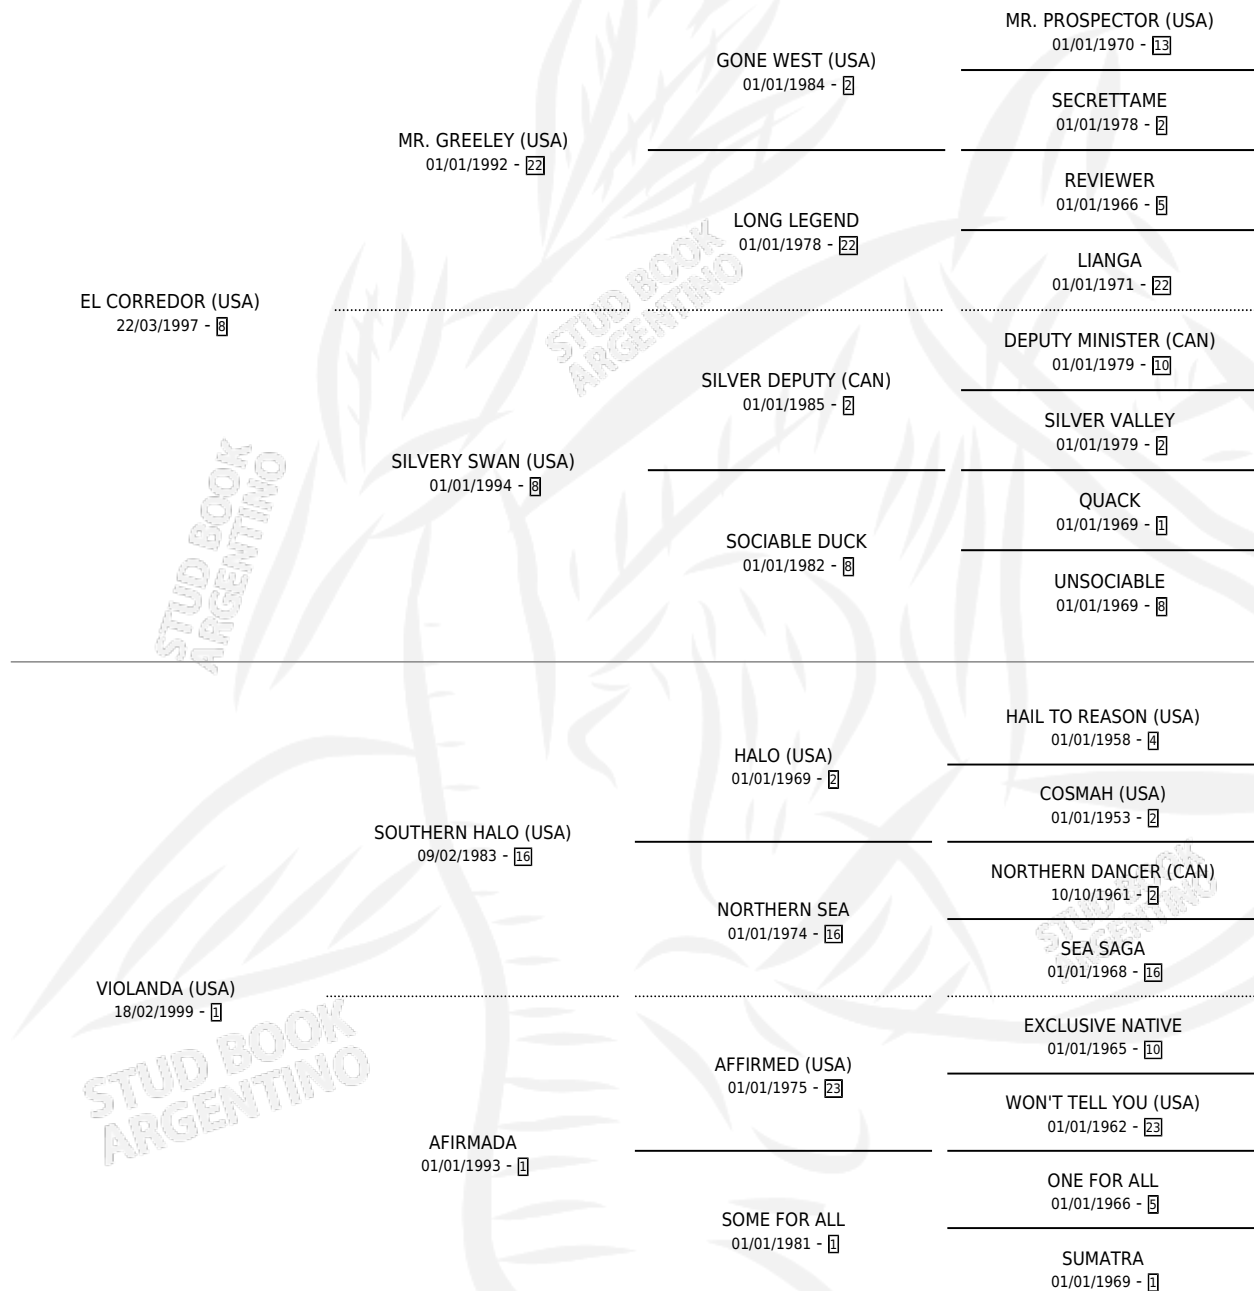 MR. PROSPECTOR (USA)
01/01/1970 - 13
GONE WEST (USA)
01/01/1984 - 2
SECRETTAME
01/01/1978 - 2
MR. GREELEY (USA)
01/01/1992 - 22
REVIEWER
01/01/1966 - 5
LONG LEGEND
01/01/1978 - 22
LIANGA
01/01/1971 - 22
EL CORREDOR (USA)
22/03/1997 - 8
DEPUTY MINISTER (CAN)
01/01/1979 - 10
SILVER DEPUTY (CAN)
01/01/1985 - 2
SILVER VALLEY
01/01/1979 - 2
SILVERY SWAN (USA)
01/01/1994 - 8
QUACK
01/01/1969 - 1
SOCIABLE DUCK
01/01/1982 - 8
UNSOCIABLE
01/01/1969 - 8
HAIL TO REASON (USA)
01/01/1958 - 4
HALO (USA)
01/01/1969 - 2
COSMAH (USA)
01/01/1953 - 2
SOUTHERN HALO (USA)
09/02/1983 - 16
NORTHERN DANCER (CAN)
10/10/1961 - 2
NORTHERN SEA
01/01/1974 - 16
SEA SAGA
01/01/1968 - 16
VIOLANDA (USA)
18/02/1999 - 1
EXCLUSIVE NATIVE
01/01/1965 - 10
AFFIRMED (USA)
01/01/1975 - 23
WON'T TELL YOU (USA)
01/01/1962 - 23
AFIRMADA
01/01/1993 - 1
ONE FOR ALL
01/01/1966 - 5
SOME FOR ALL
01/01/1981 - 1
SUMATRA
01/01/1969 - 1
STUD BOOK
ARGENTINO
STUD BOOK
ARGENTINO
STUD BOOK
ARGENTINO
STUD BOOK
ARGENTINO